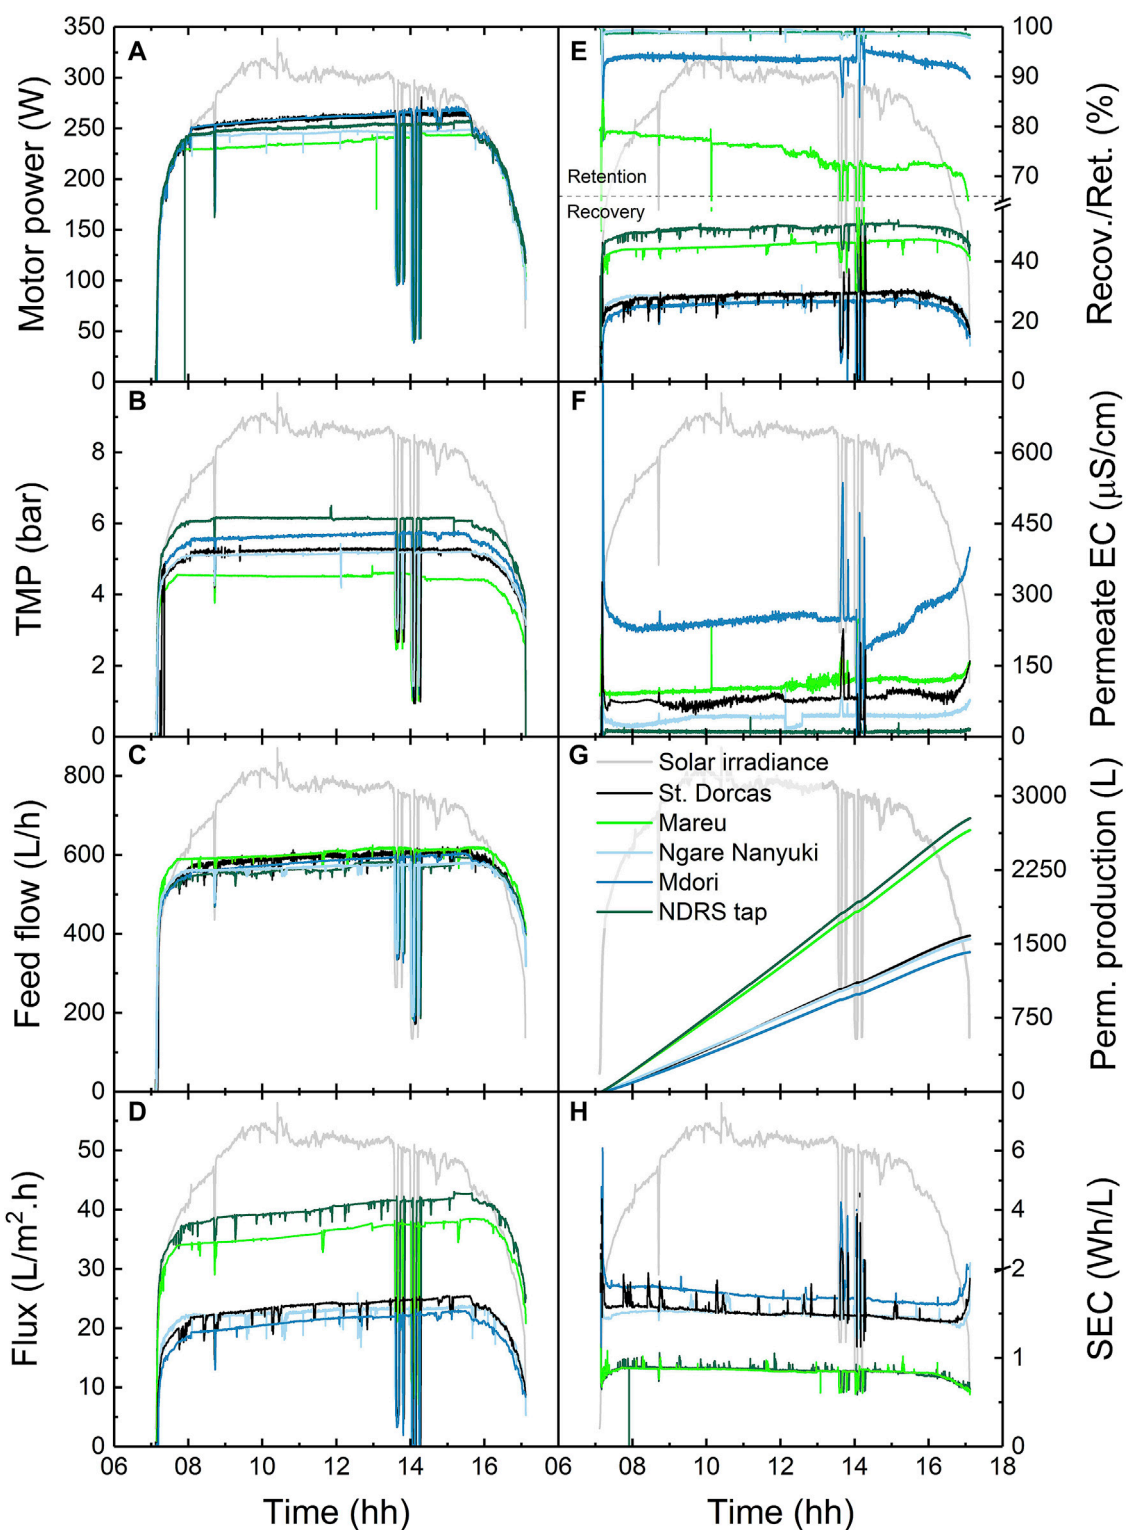 A
Motor power (W)
350
300
250
200
150
100
50
0
E
Recov./Ret. (%)
100
90
80
70
40
20
0
Retention
Recovery
B
TMP (bar)
8
6
4
2
0
F
Permeate EC (µS/cm)
600
450
300
150
0
C
Feed flow (L/h)
800
600
400
200
0
G
Solar irradiance
St. Dorcas
Mareu
Ngare Nanyuki
Mdori
NDRS tap
Perm. production (L)
3000
2250
1500
750
0
D
Flux (L/m².h)
50
40
30
20
10
0
H
SEC (Wh/L)
6
4
2
1
0
06 08 10 12 14 16 06 08 10 12 14 16 18
Time (hh) Time (hh)